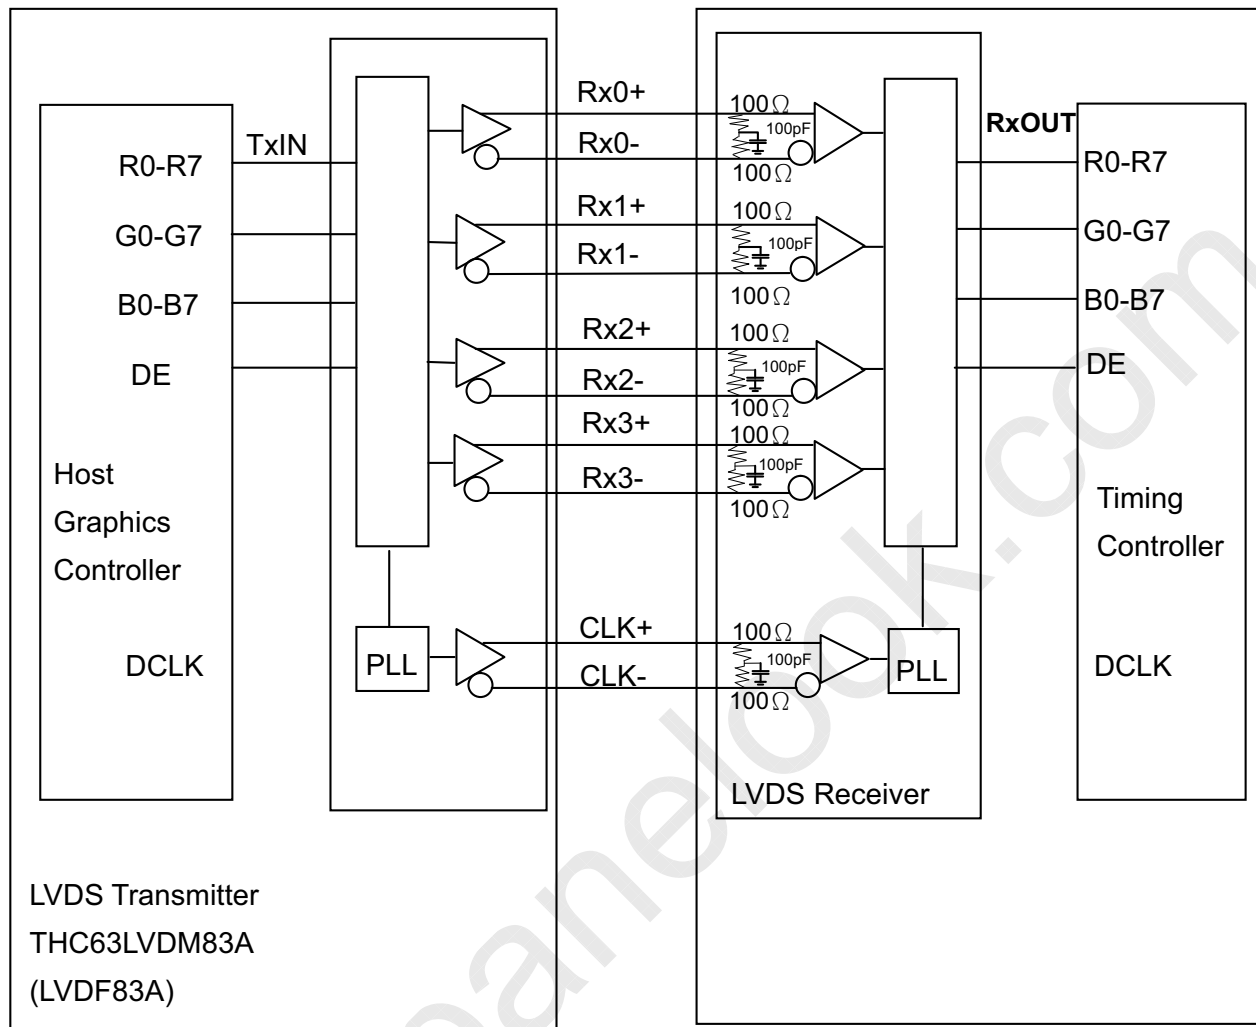 R0-R7
G0-G7
B0-B7
DE
Host
Graphics
Controller
DCLK
TxIN
PLL
LVDS Transmitter
THC63LVDM83A
(LVDF83A)
Rx0+
Rx0-
Rx1+
Rx1-
Rx2+
Rx2-
Rx3+
Rx3-
CLK+
CLK-
100Ω
100pF
100Ω
100Ω
100pF
100Ω
100Ω
100pF
100Ω
100Ω
100pF
100Ω
100Ω
100pF
100Ω
PLL
LVDS Receiver
RxOUT
R0-R7
G0-G7
B0-B7
DE
Timing
Controller
DCLK
panelook.com